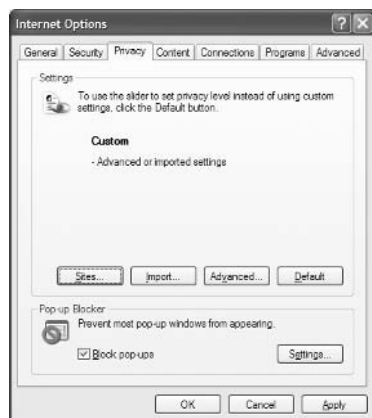 Internet Options
General Security Privacy Content Connections Programs Advanced
Settings
To use the slider to set privacy level instead of using custom
settings, click the Default button.
Custom
- Advanced or imported settings
Sites... Import... Advanced... Default
Pop-up Blocker
Prevent most pop-up windows from appearing.
Block pop-ups Settings...
OK Cancel Apply